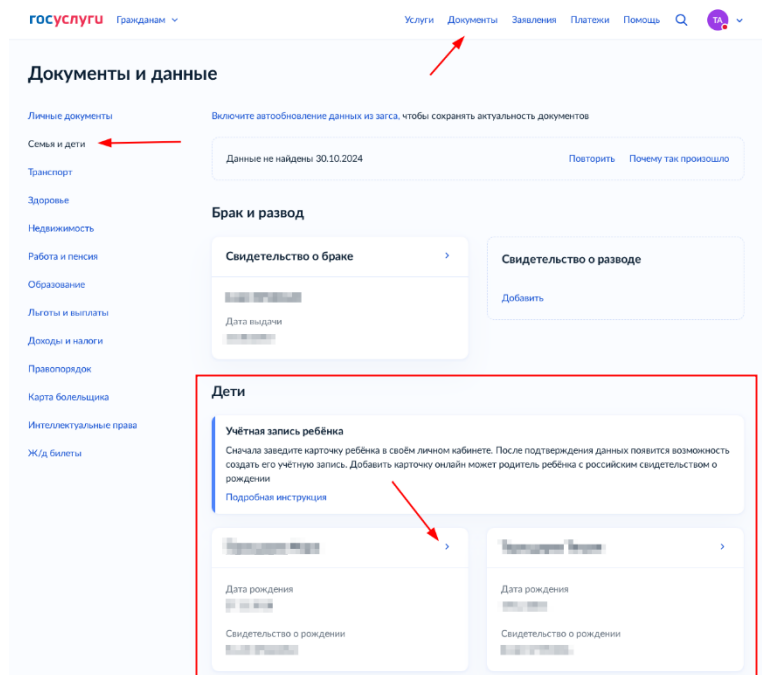 госуслуги Гражданам Услуги Документы Заявления Платежи Помощь ТА
Документы и данные
Личные документы
Семья и дети
Транспорт
Здоровье
Недвижимость
Работа и пенсия
Образование
Льготы и выплаты
Доходы и налоги
Правопорядок
Карта болельщика
Интеллектуальные права
Ж/д билеты
Включите автообновление данных из загса, чтобы сохранять актуальность документов
Данные не найдены 30.10.2024 Повторить Почему так произошло
Брак и развод
Свидетельство о браке
Дата выдачи
Свидетельство о разводе
Добавить
Дети
Учётная запись ребёнка
Сначала заведите карточку ребёнка в своём личном кабинете. После подтверждения данных появится возможность
создать его учётную запись. Добавить карточку онлайн может родитель ребёнка с российским свидетельством о
рождении
Подробная инструкция
Дата рождения
Свидетельство о рождении
Дата рождения
Свидетельство о рождении